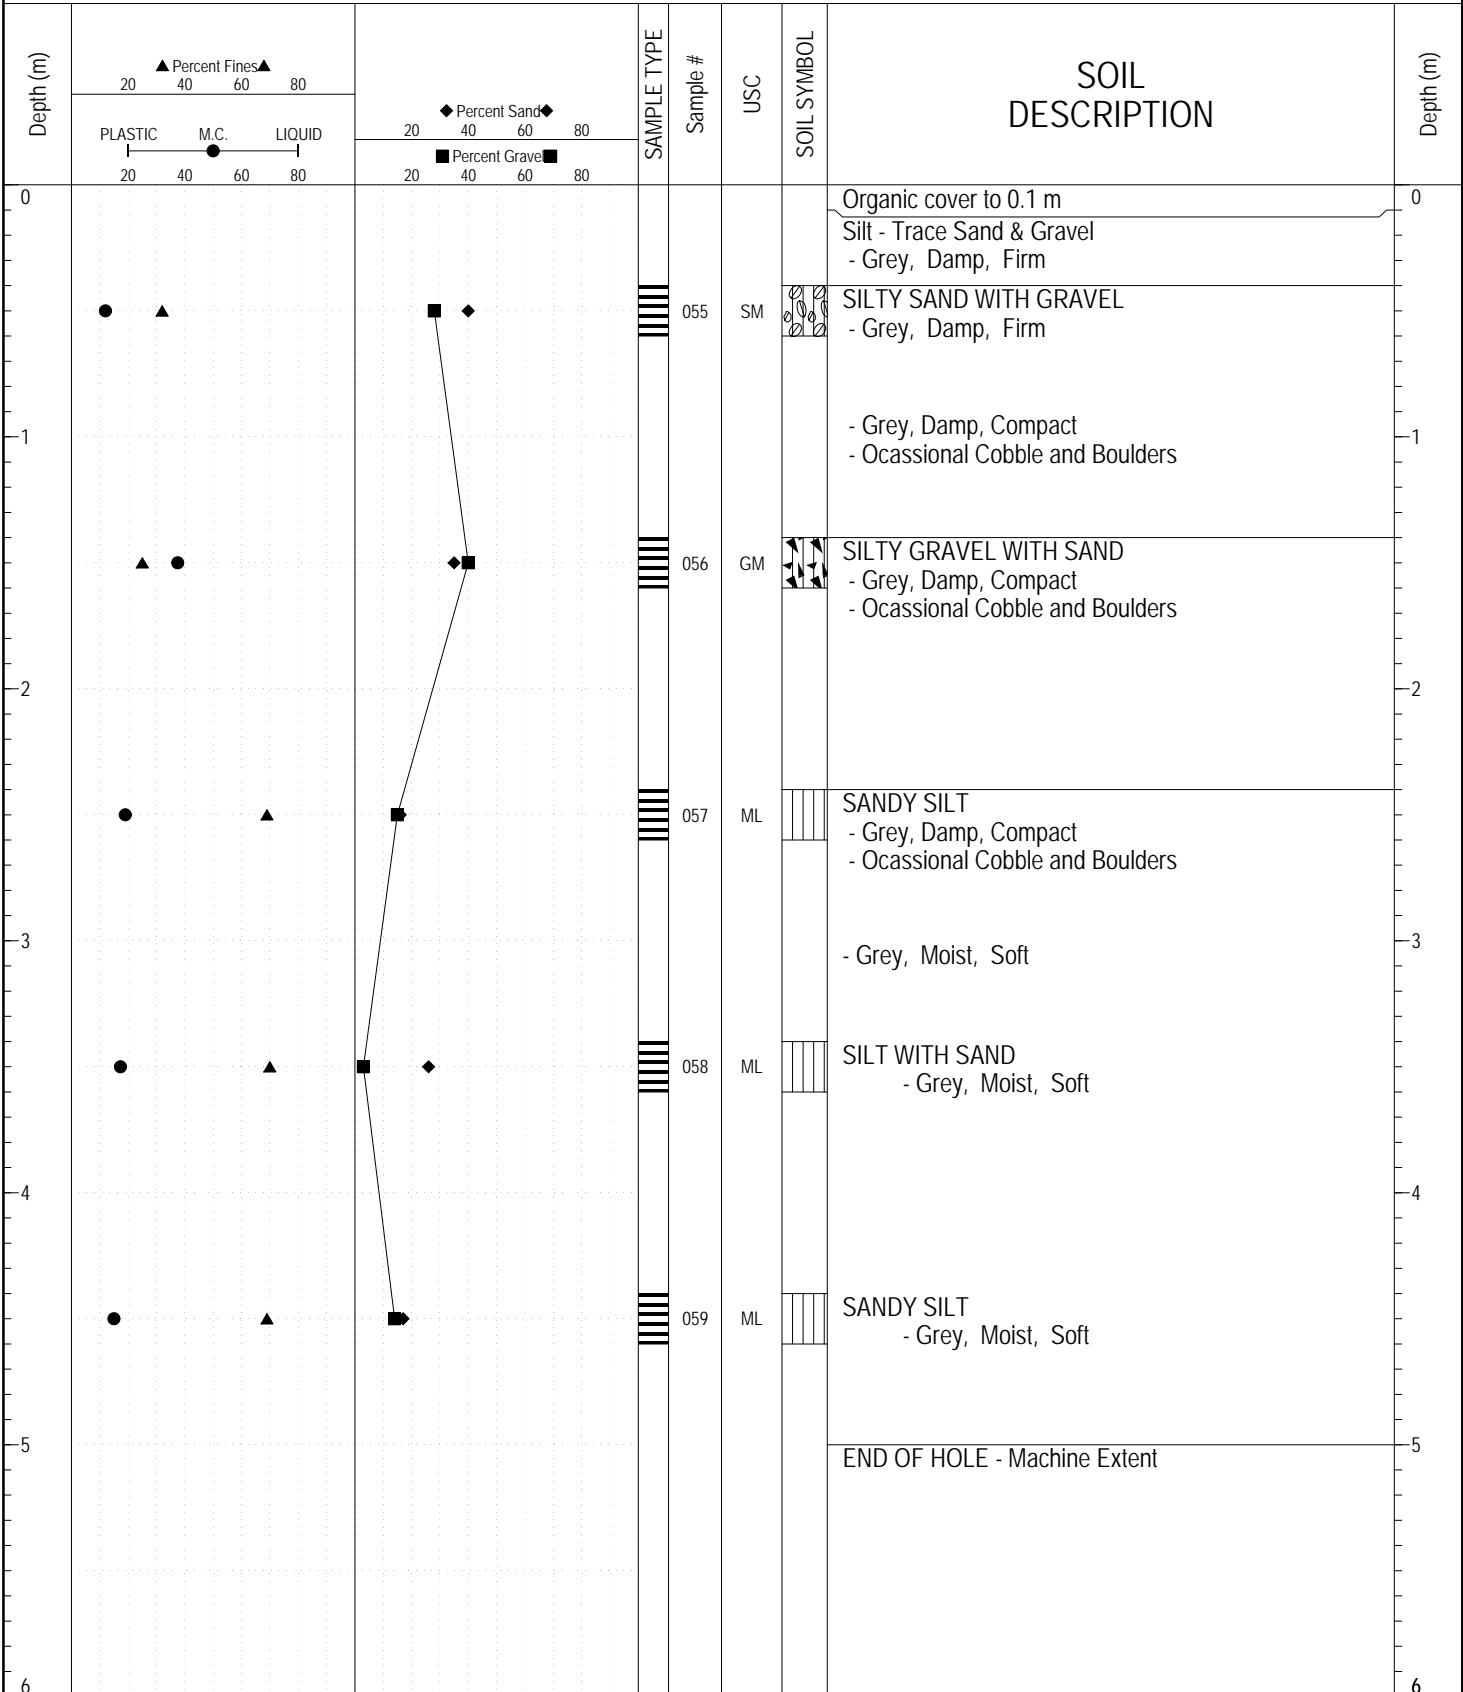 Depth (m)
▲ Percent Fines ▲
20 40 60 80
PLASTIC M.C. LIQUID
20 40 60 80
◆ Percent Sand ◆
20 40 60 80
■ Percent Gravel ■
20 40 60 80
SAMPLE TYPE
Sample #
USC
SOIL SYMBOL
SOIL
DESCRIPTION
Depth (m)
0 Organic cover to 0.1 m 0
Silt - Trace Sand & Gravel
- Grey, Damp, Firm
055 SM SILTY SAND WITH GRAVEL
- Grey, Damp, Firm
- Grey, Damp, Compact
1 1
- Ocassional Cobble and Boulders
056 GM SILTY GRAVEL WITH SAND
- Grey, Damp, Compact
- Ocassional Cobble and Boulders
2 2
057 ML SANDY SILT
- Grey, Damp, Compact
- Ocassional Cobble and Boulders
3 3
- Grey, Moist, Soft
058 ML SILT WITH SAND
- Grey, Moist, Soft
4 4
059 ML SANDY SILT
- Grey, Moist, Soft
5 5
END OF HOLE - Machine Extent
6 6